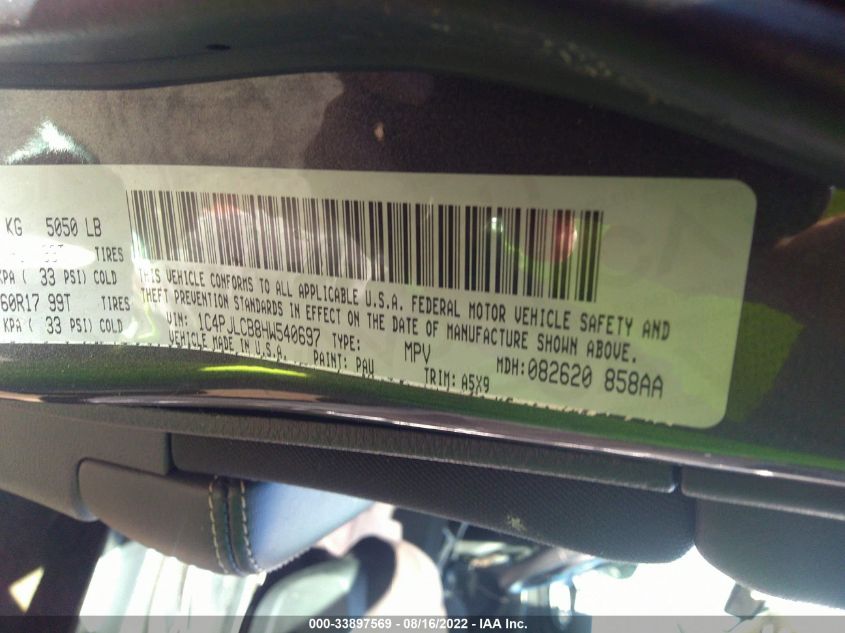 KG 5050 LB
TIRES
KPA ( 33 PSI) COLD
60R17 99T TIRES
KPA ( 33 PSI) COLD
THIS VEHICLE CONFORMS TO ALL APPLICABLE U.S.A. FEDERAL MOTOR VEHICLE SAFETY AND
THEFT PREVENTION STANDARDS IN EFFECT ON THE DATE OF MANUFACTURE SHOWN ABOVE.
VIN: 1C4PJLCB8HW540697 TYPE: MPV MDH:082620 858AA
VEHICLE MADE IN U.S.A. PAINT: PAU TRIM: A5X9
000-33897569 - 08/16/2022 - IAA Inc.